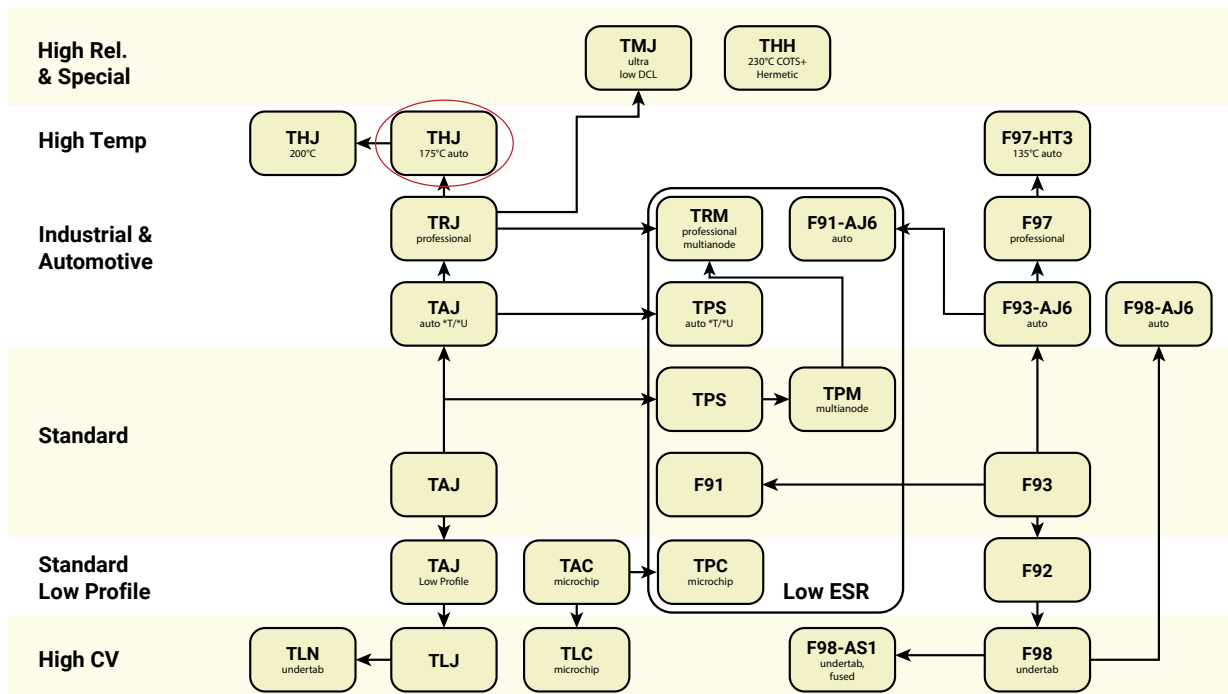 High Rel.
& Special
TMJ
ultra
low DCL
THH
230°C COTS+
Hermetic
High Temp
THJ
200°C
THJ
175°C auto
F97-HT3
135°C auto
Industrial &
Automotive
TRJ
professional
TRM
professional
multianode
F91-AJ6
auto
F97
professional
TAJ
auto *T/*U
TPS
auto *T/*U
F93-AJ6
auto
F98-AJ6
auto
Standard
TPS
TPM
multianode
TAJ
F91
F93
Standard
Low Profile
TAJ
Low Profile
TAC
microchip
TPC
microchip
Low ESR
F92
High CV
TLN
undertab
TLJ
TLC
microchip
F98-AS1
undertab,
fused
F98
undertab